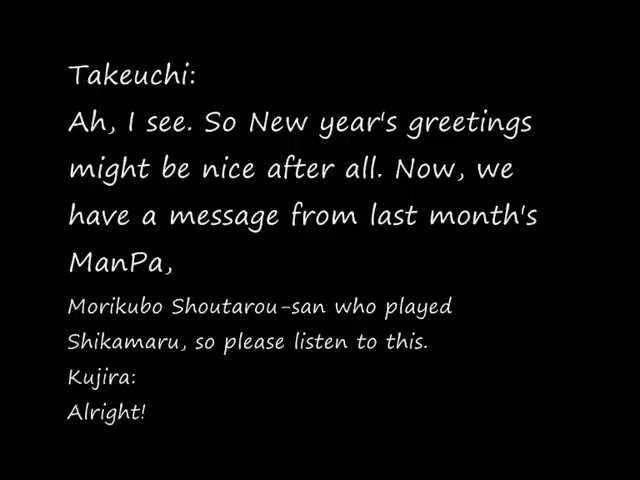 Takeuchi:
Ah, I see. So New year's greetings
might be nice after all. Now, we
have a message from last month's
ManPa,
Morikubo Shoutarou-san who played
Shikamaru, so please listen to this.
Kujira:
Alright!